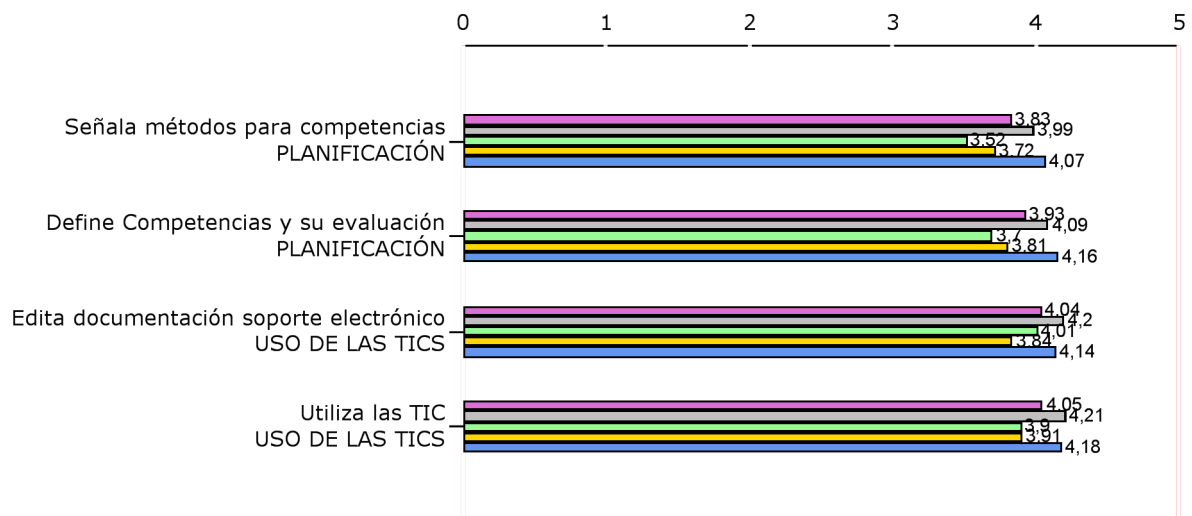 0 1 2 3 4 5
Señala métodos para competencias
PLANIFICACIÓN
3,83
3,99
3,52
3,72
4,07
Define Competencias y su evaluación
PLANIFICACIÓN
3,93
4,09
3,7
3,81
4,16
Edita documentación soporte electrónico
USO DE LAS TICS
4,04
4,2
4,01
3,84
4,14
Utiliza las TIC
USO DE LAS TICS
4,05
4,21
3,9
3,91
4,18